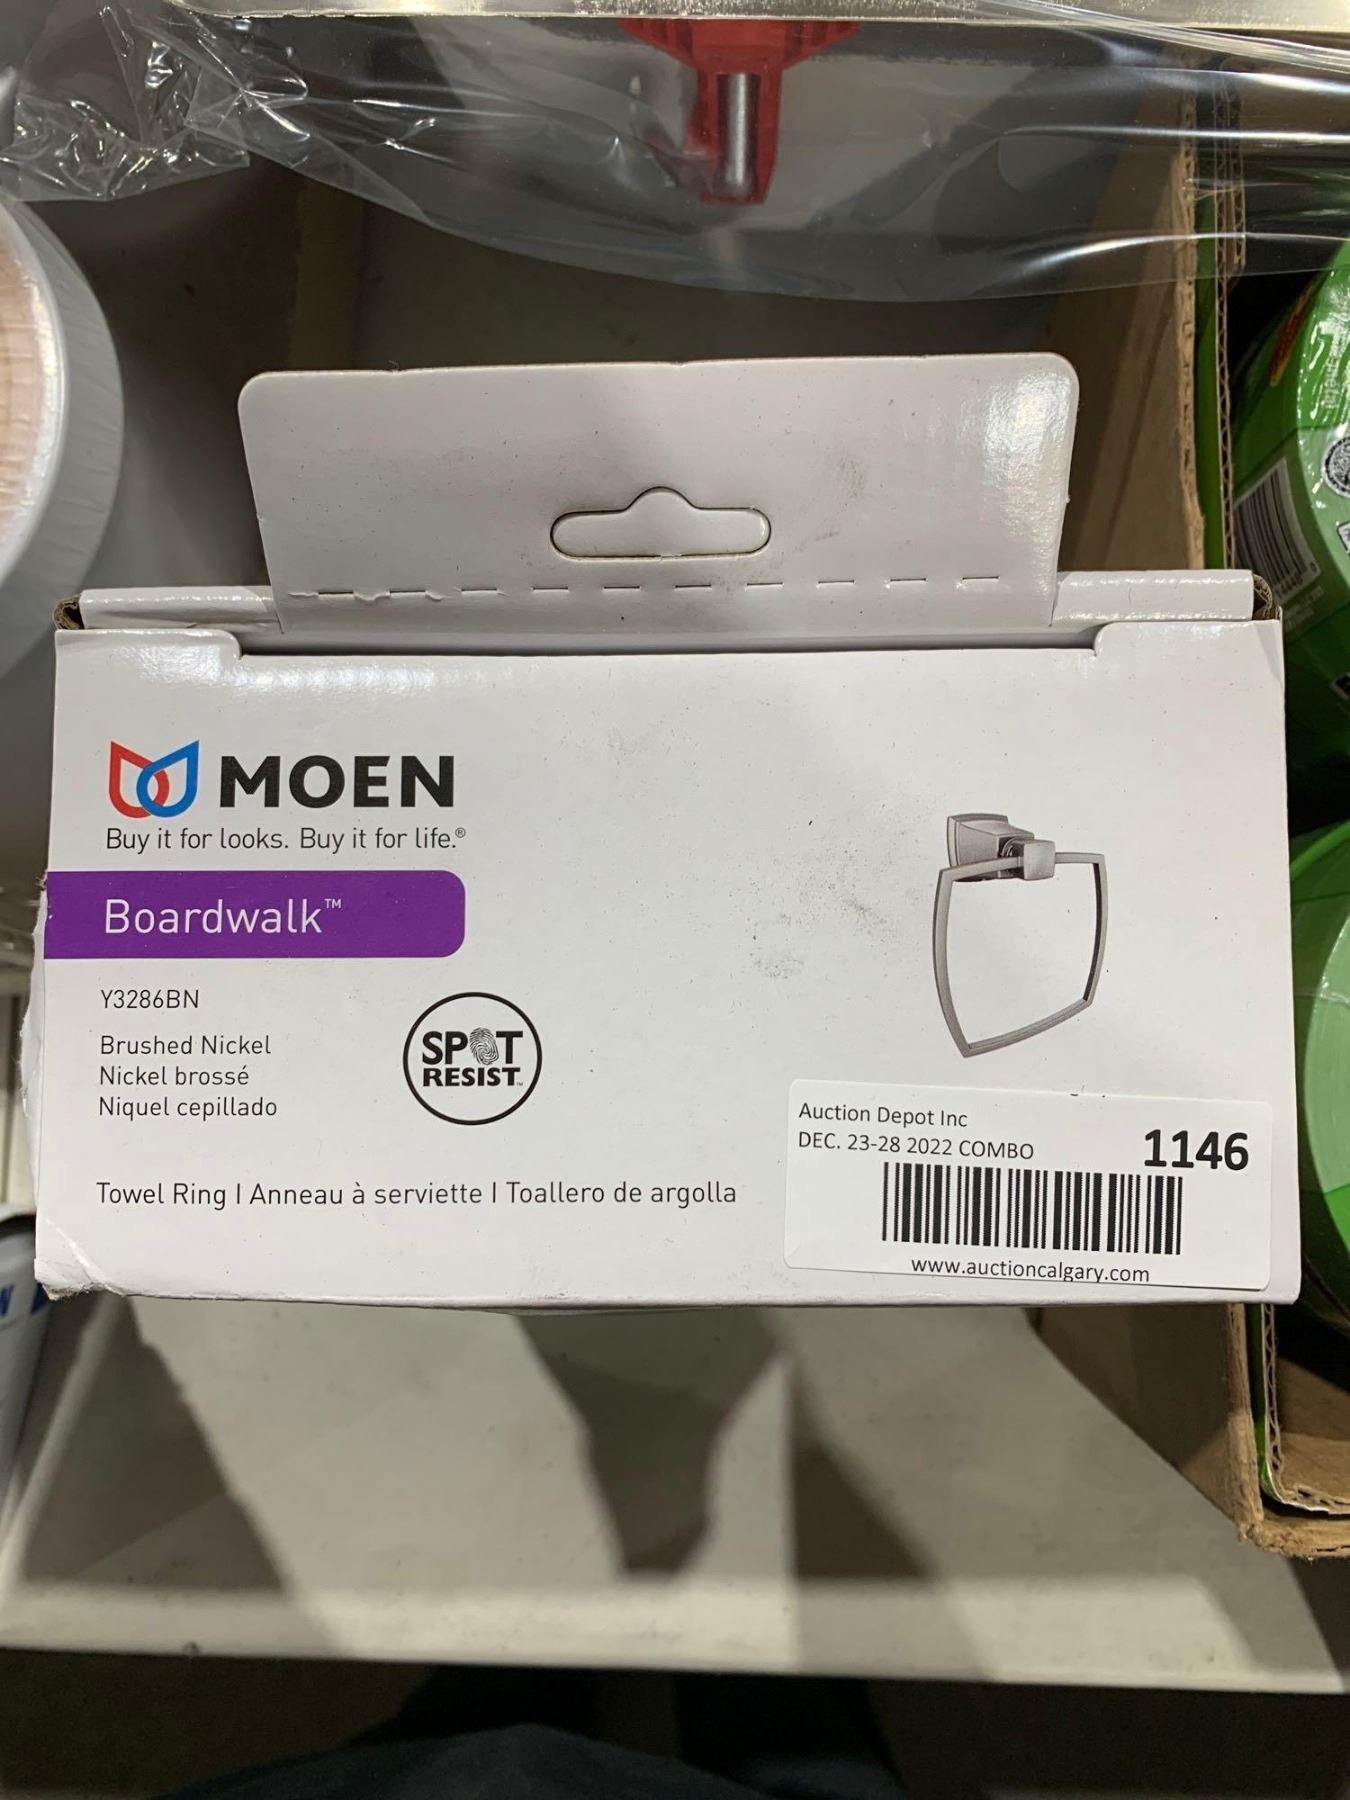 MOEN
Buy it for looks. Buy it for life.®
Boardwalk™
Y3286BN
Brushed Nickel
Nickel brossé
Niquel cepillado
SPOT
RESIST™
Towel Ring | Anneau à serviette | Toallero de argolla
Auction Depot Inc
DEC. 23-28 2022 COMBO
1146
www.auctioncalgary.com